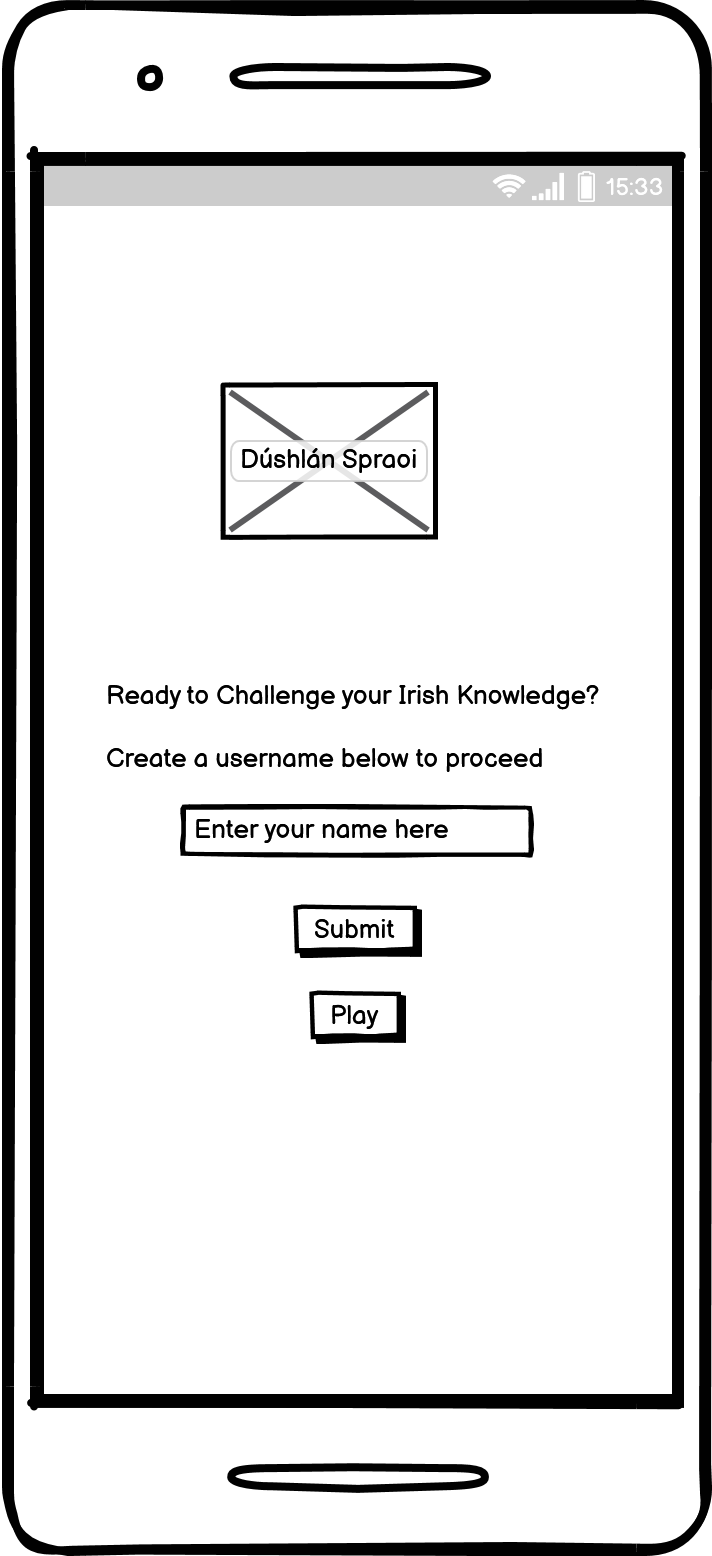 15:33
Dúshlán Spraoi
Ready to Challenge your Irish Knowledge?
Create a username below to proceed
Enter your name here
Submit
Play